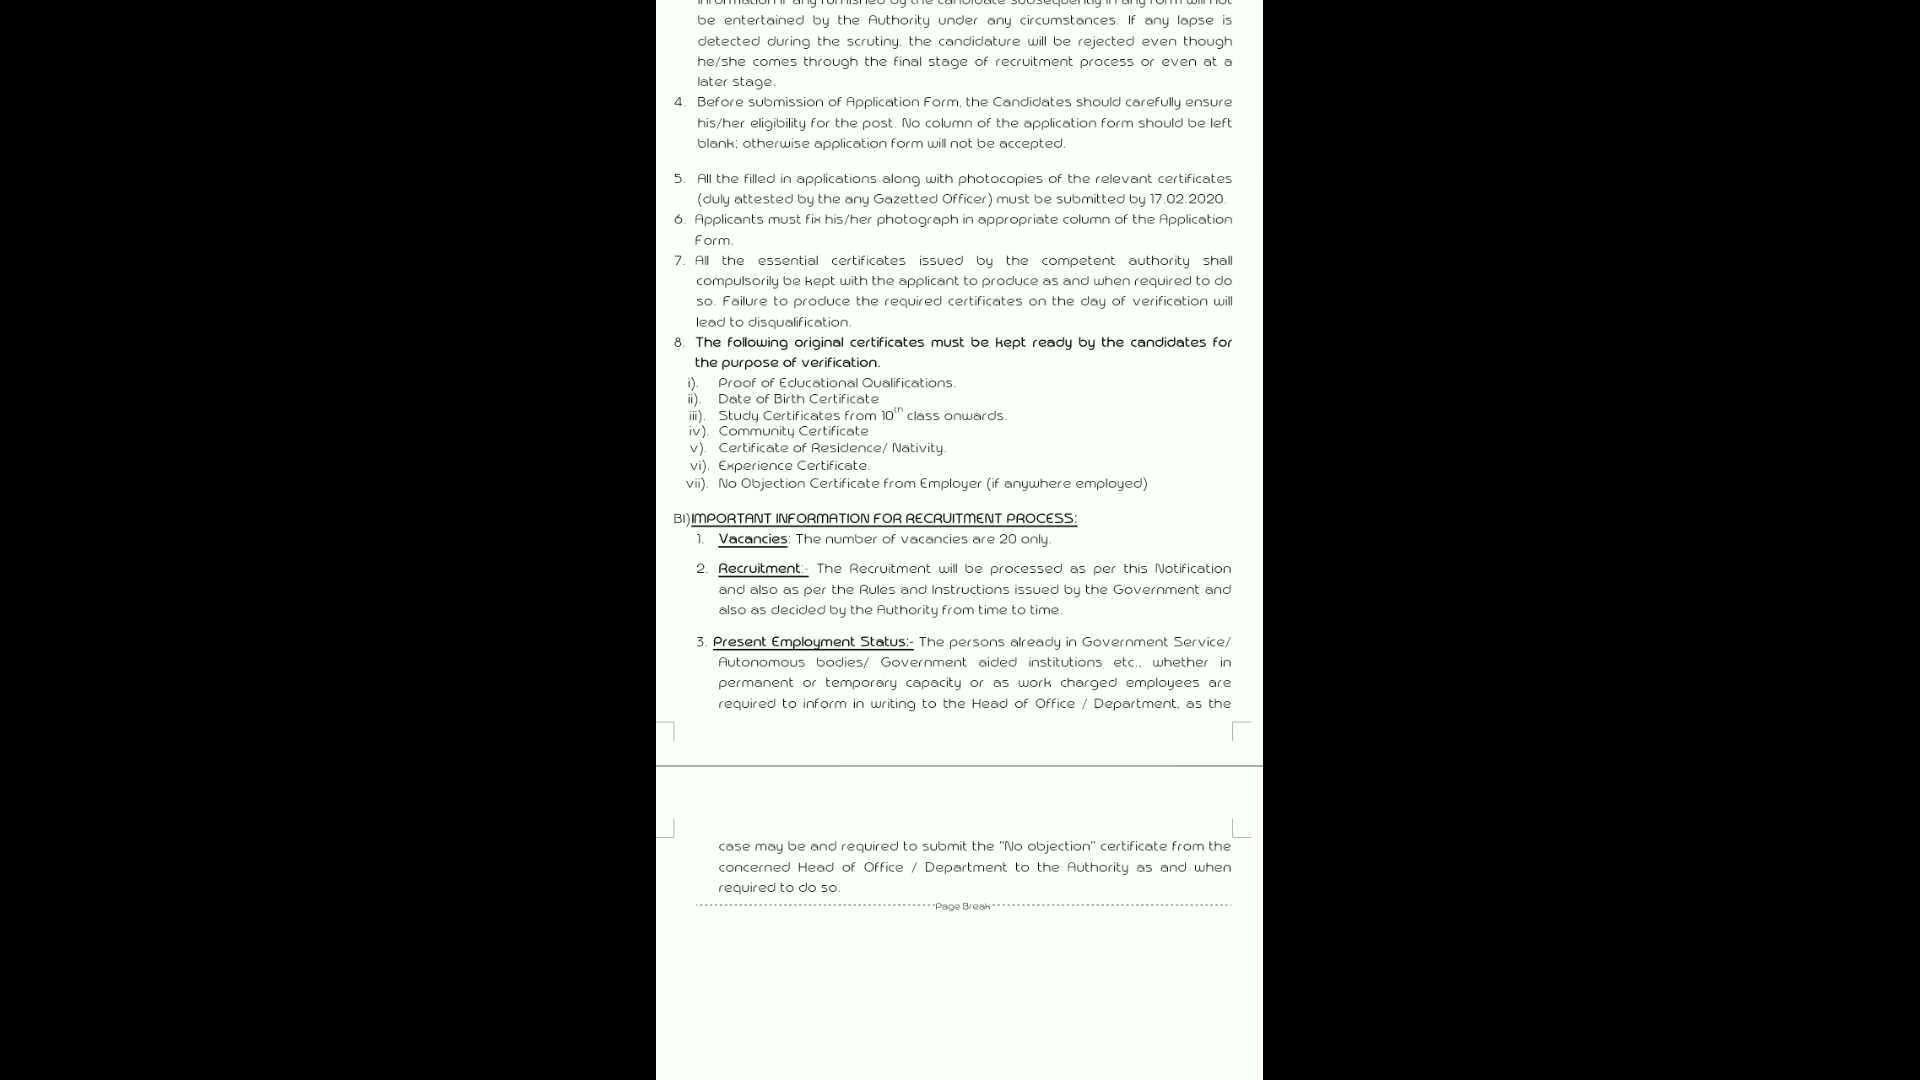 information if any furnished by the candidate subsequently in any form will not
be entertained by the Authority under any circumstances. If any lapse is
detected during the scrutiny, the candidature will be rejected even though
he/she comes through the final stage of recruitment process or even at a
later stage.
4. Before submission of Application Form, the Candidates should carefully ensure
his/her eligibility for the post. No column of the application form should be left
blank; otherwise application form will not be accepted.
5. All the filled in applications along with photocopies of the relevant certificates
(duly attested by the any Gazetted Officer) must be submitted by 17.02.2020.
6. Applicants must fix his/her photograph in appropriate column of the Application
Form.
7. All the essential certificates issued by the competent authority shall
compulsorily be kept with the applicant to produce as and when required to do
so. Failure to produce the required certificates on the day of verification will
lead to disqualification.
8. The following original certificates must be kept ready by the candidates for
the purpose of verification.
i). Proof of Educational Qualifications.
ii). Date of Birth Certificate
iii). Study Certificates from 10th class onwards.
iv). Community Certificate
v). Certificate of Residence/ Nativity.
vi). Experience Certificate.
vii). No Objection Certificate from Employer (if anywhere employed)
BI)IMPORTANT INFORMATION FOR RECRUITMENT PROCESS:
1. Vacancies: The number of vacancies are 20 only.
2. Recruitment:- The Recruitment will be processed as per this Notification
and also as per the Rules and Instructions issued by the Government and
also as decided by the Authority from time to time.
3. Present Employment Status:- The persons already in Government Service/
Autonomous bodies/ Government aided institutions etc., whether in
permanent or temporary capacity or as work charged employees are
required to inform in writing to the Head of Office / Department, as the
case may be and required to submit the "No objection" certificate from the
concerned Head of Office / Department to the Authority as and when
required to do so.
Page Break